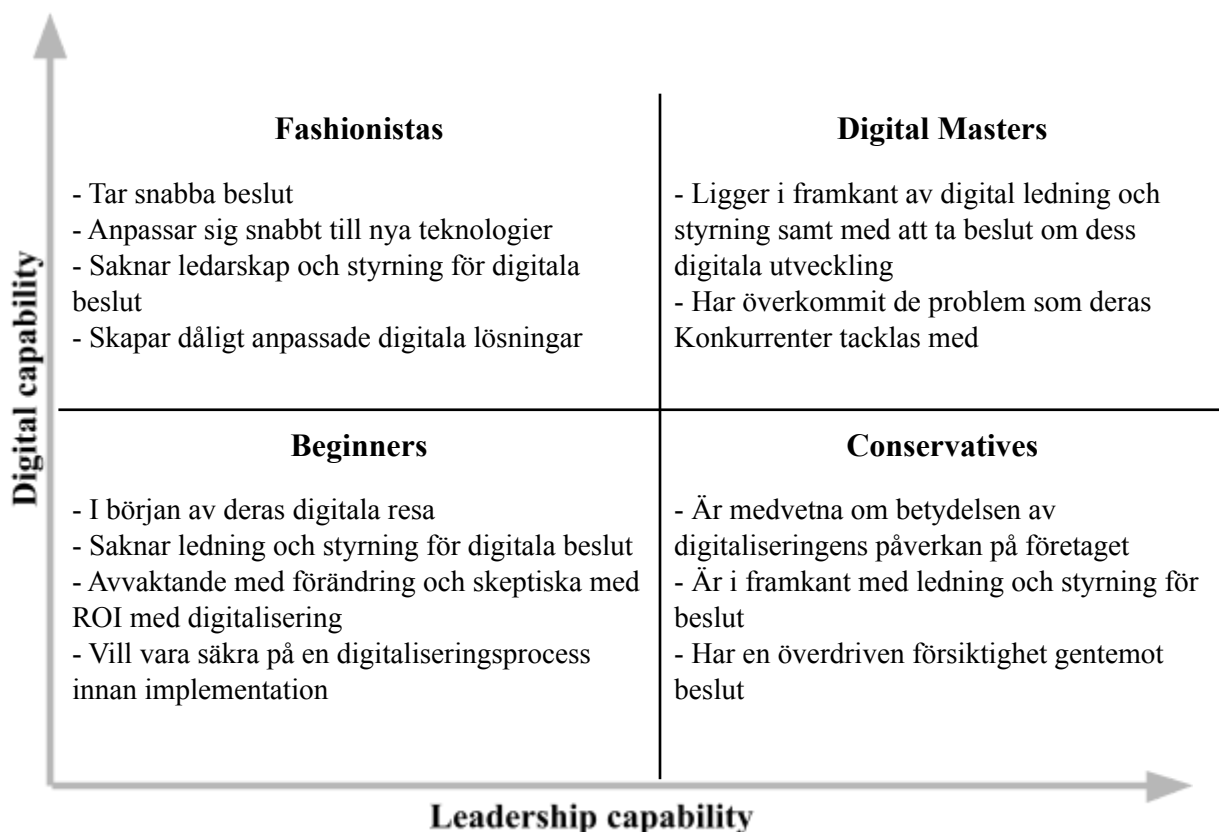 Fashionistas
- Tar snabba beslut
- Anpassar sig snabbt till nya teknologier
- Saknar ledarskap och styrning för digitala
beslut
- Skapar dåligt anpassade digitala lösningar
Digital Masters
- Ligger i framkant av digital ledning och
styrning samt med att ta beslut om dess
digitala utveckling
- Har överkommit de problem som deras
Konkurrenter tacklas med
Digital capability
Beginners
- I början av deras digitala resa
- Saknar ledning och styrning för digitala beslut
- Avvaktande med förändring och skeptiska med
ROI med digitalisering
- Vill vara säkra på en digitaliseringsprocess
innan implementation
Conservatives
- Är medvetna om betydelsen av
digitaliseringens påverkan på företaget
- Är i framkant med ledning och styrning för
beslut
- Har en överdriven försiktighet gentemot
beslut
Leadership capability